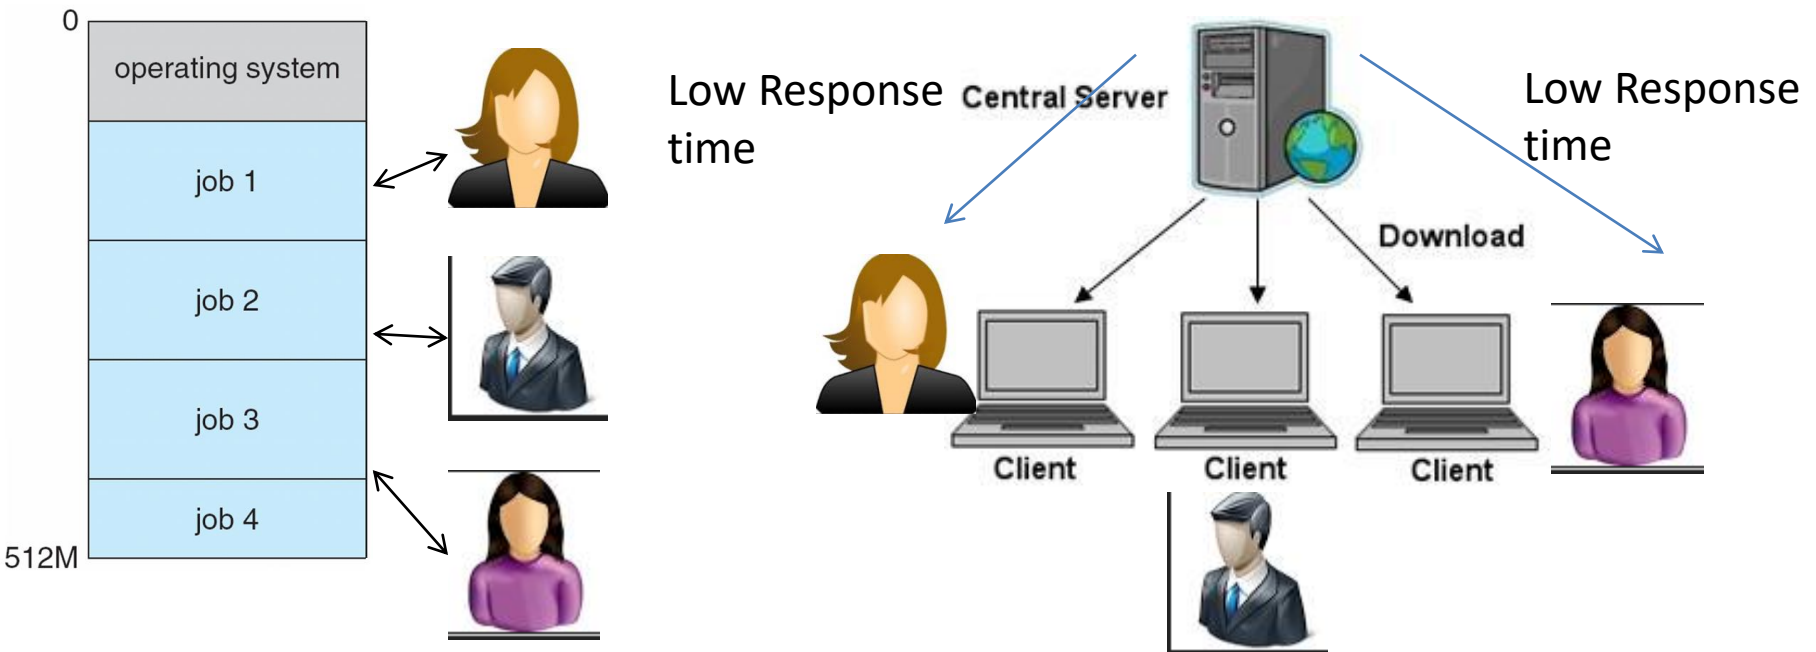 0
operating system
job 1
job 2
job 3
job 4
512M
Low Response
time
Central Server
Low Response
time
Download
Client
Client
Client